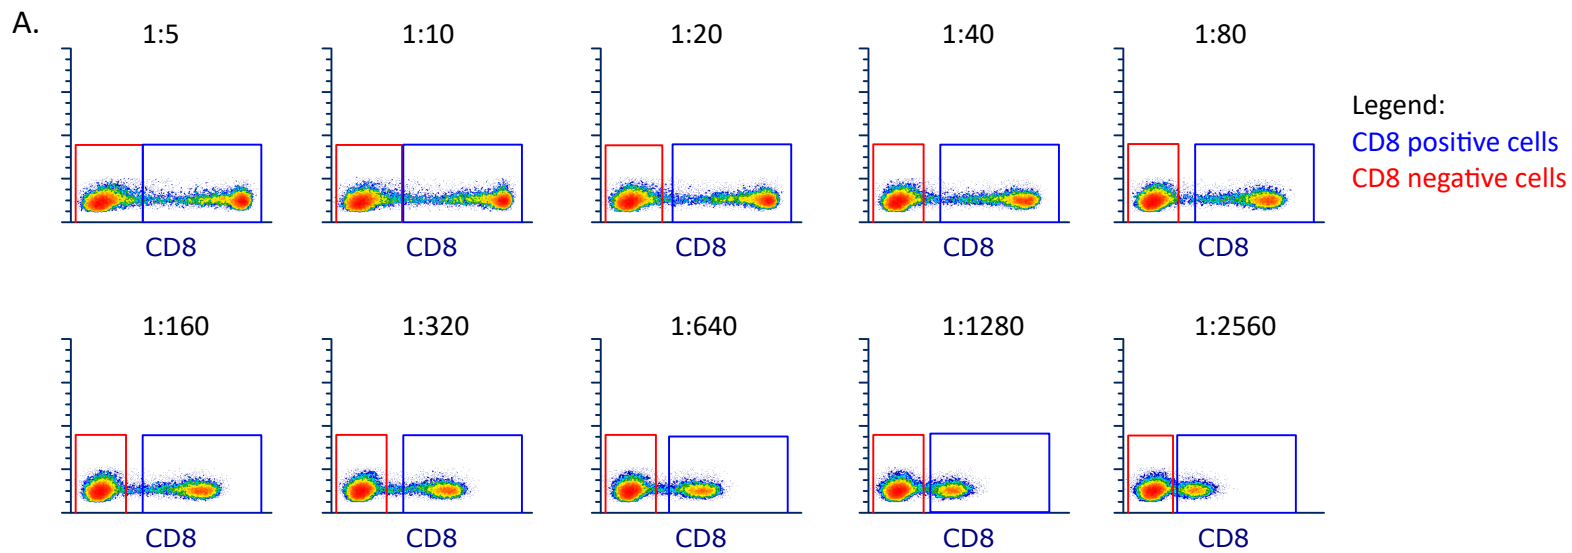 A.
1:5 1:10 1:20 1:40 1:80
Legend:
CD8 positive cells
CD8 negative cells
CD8 CD8 CD8 CD8 CD8
1:160 1:320 1:640 1:1280 1:2560
CD8 CD8 CD8 CD8 CD8